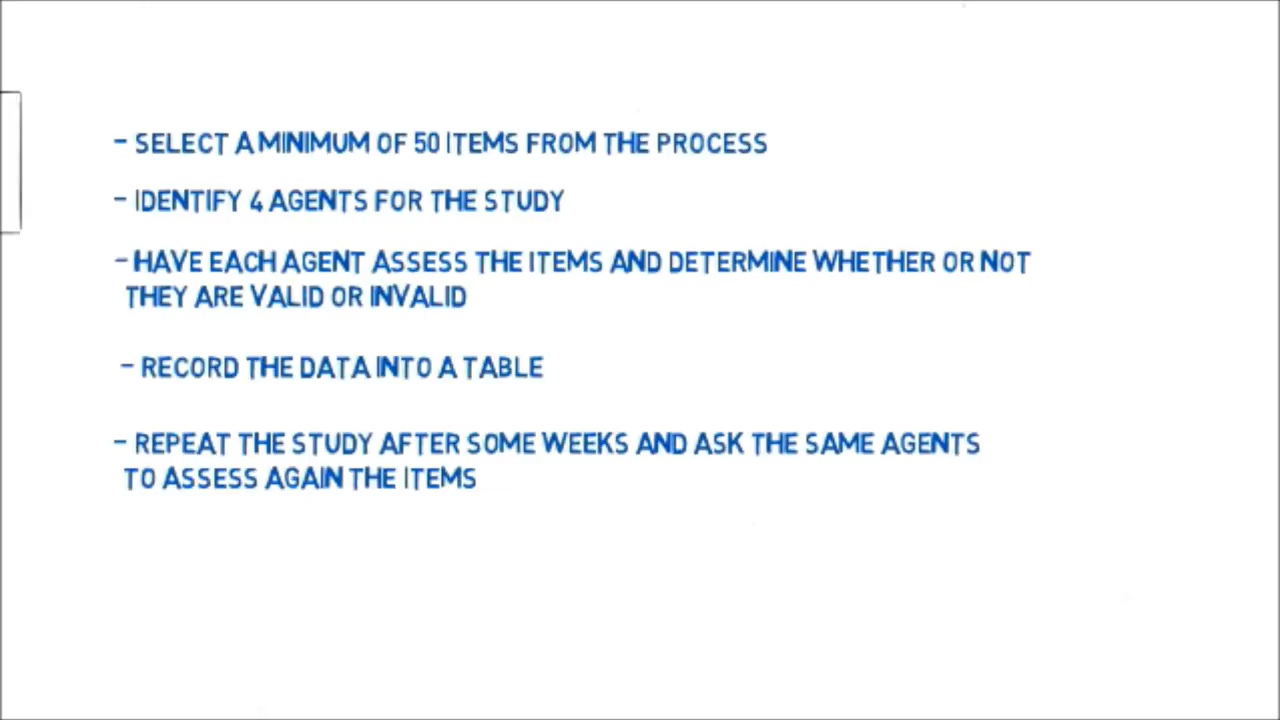 - SELECT A MINIMUM OF 50 ITEMS FROM THE PROCESS
- IDENTIFY 4 AGENTS FOR THE STUDY
- HAVE EACH AGENT ASSESS THE ITEMS AND DETERMINE WHETHER OR NOT
THEY ARE VALID OR INVALID
- RECORD THE DATA INTO A TABLE
- REPEAT THE STUDY AFTER SOME WEEKS AND ASK THE SAME AGENTS
TO ASSESS AGAIN THE ITEMS